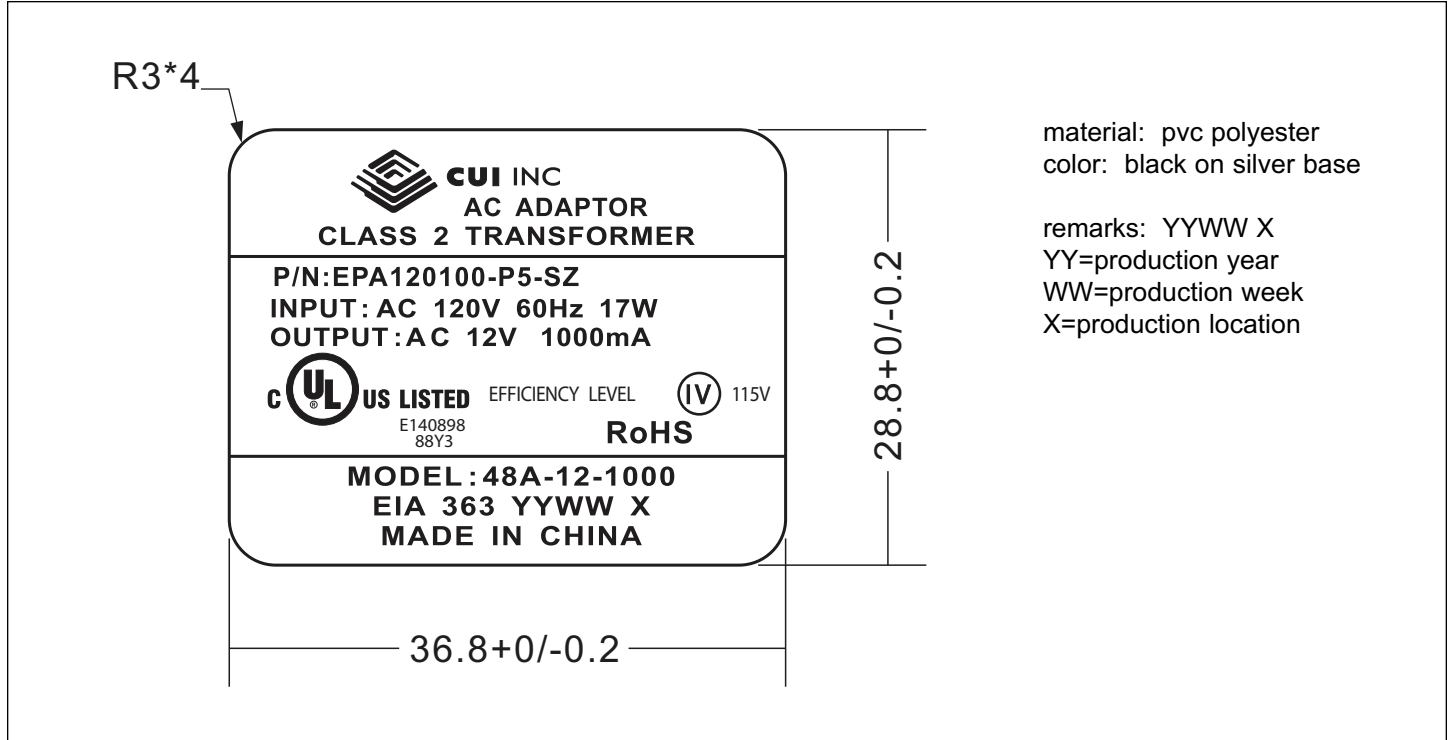 R3*4
CUI INC
AC ADAPTOR
CLASS 2 TRANSFORMER
P/N:EPA120100-P5-SZ
INPUT: AC 120V 60Hz 17W
OUTPUT:AC 12V 1000mA
C UL ® US LISTED EFFICIENCY LEVEL IV 115V
E140898
88Y3
RoHS
MODEL:48A-12-1000
EIA 363 YYWW X
MADE IN CHINA
28.8+0/-0.2
36.8+0/-0.2
material: pvc polyester
color: black on silver base
remarks: YYWW X
YY=production year
WW=production week
X=production location